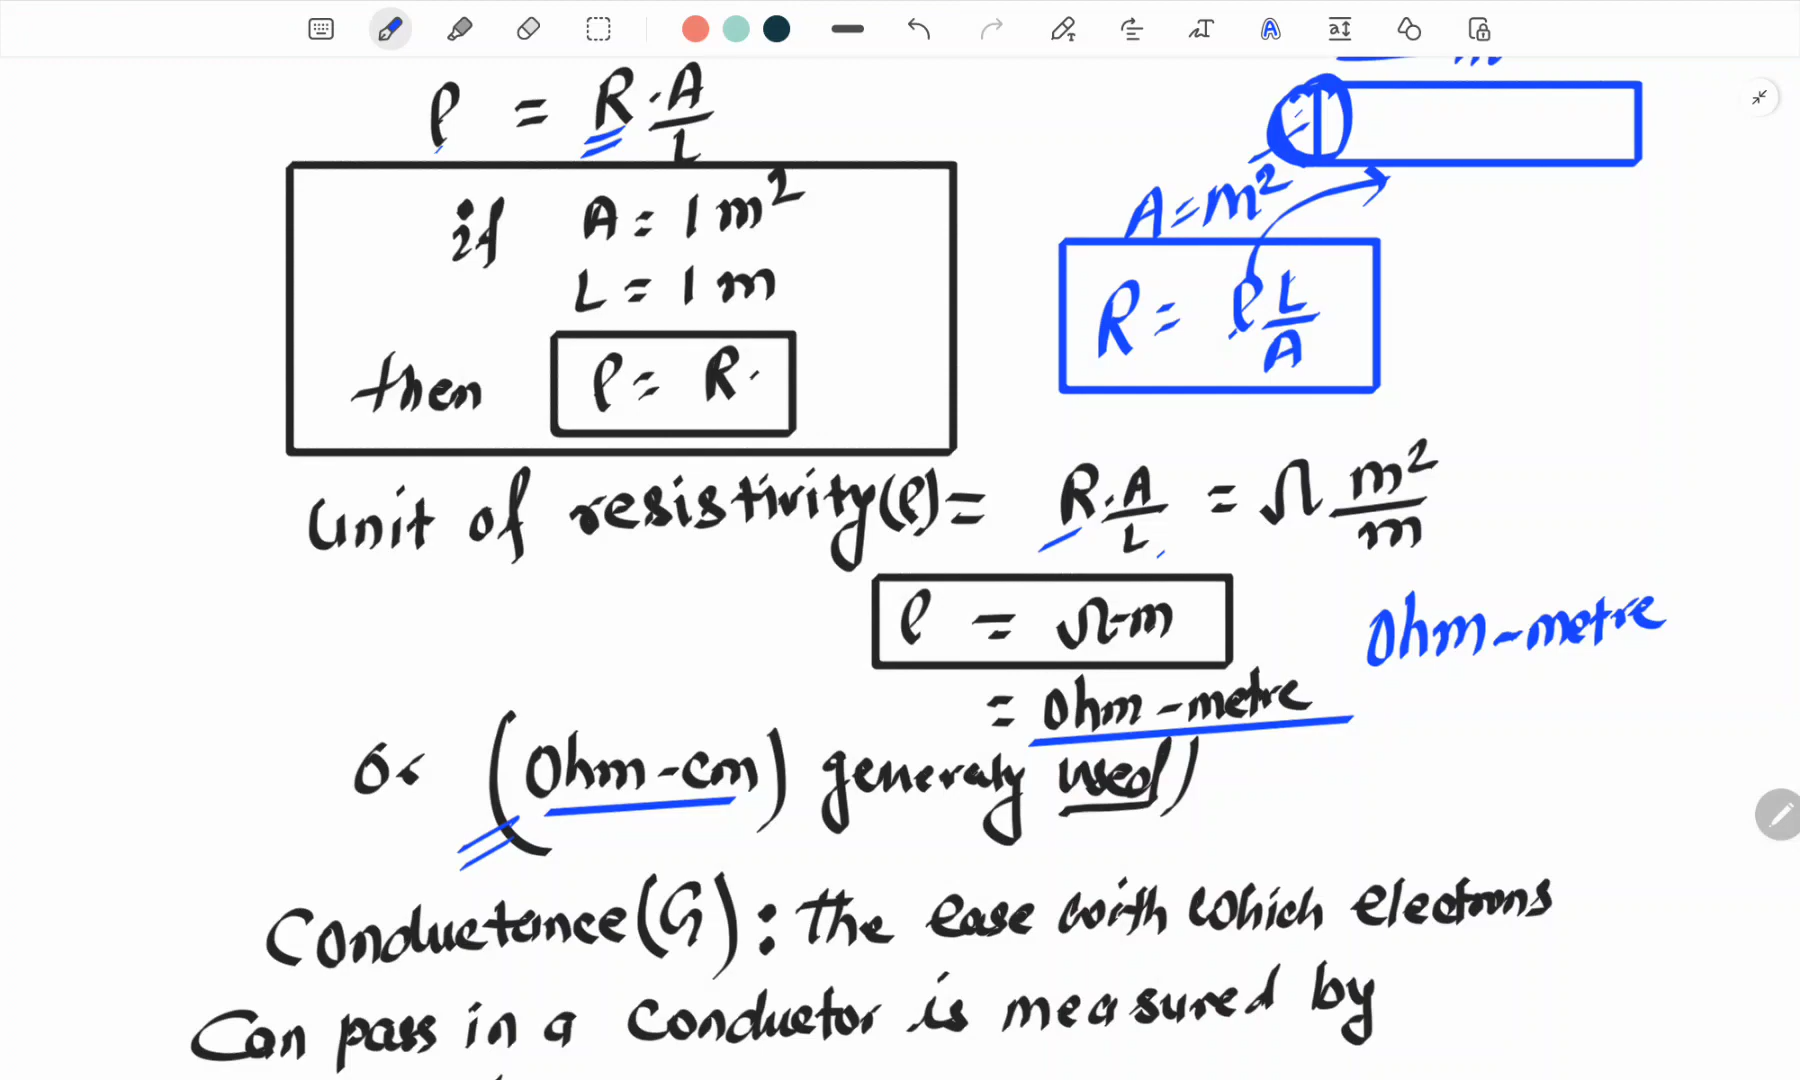 m
ρ = R · A/L
if A = 1 m²
L = 1 m
then ρ = R.
A = m²
R = ρ L/A
Unit of resistivity (ρ) = R · A/L = Ω m²/m
ρ = Ω-m
Ohm-metre
= Ohm-metre
or (Ohm-cm) generaly used)
Conductance (G) : the ease with which electrons
Can pass in a conductor is measured by